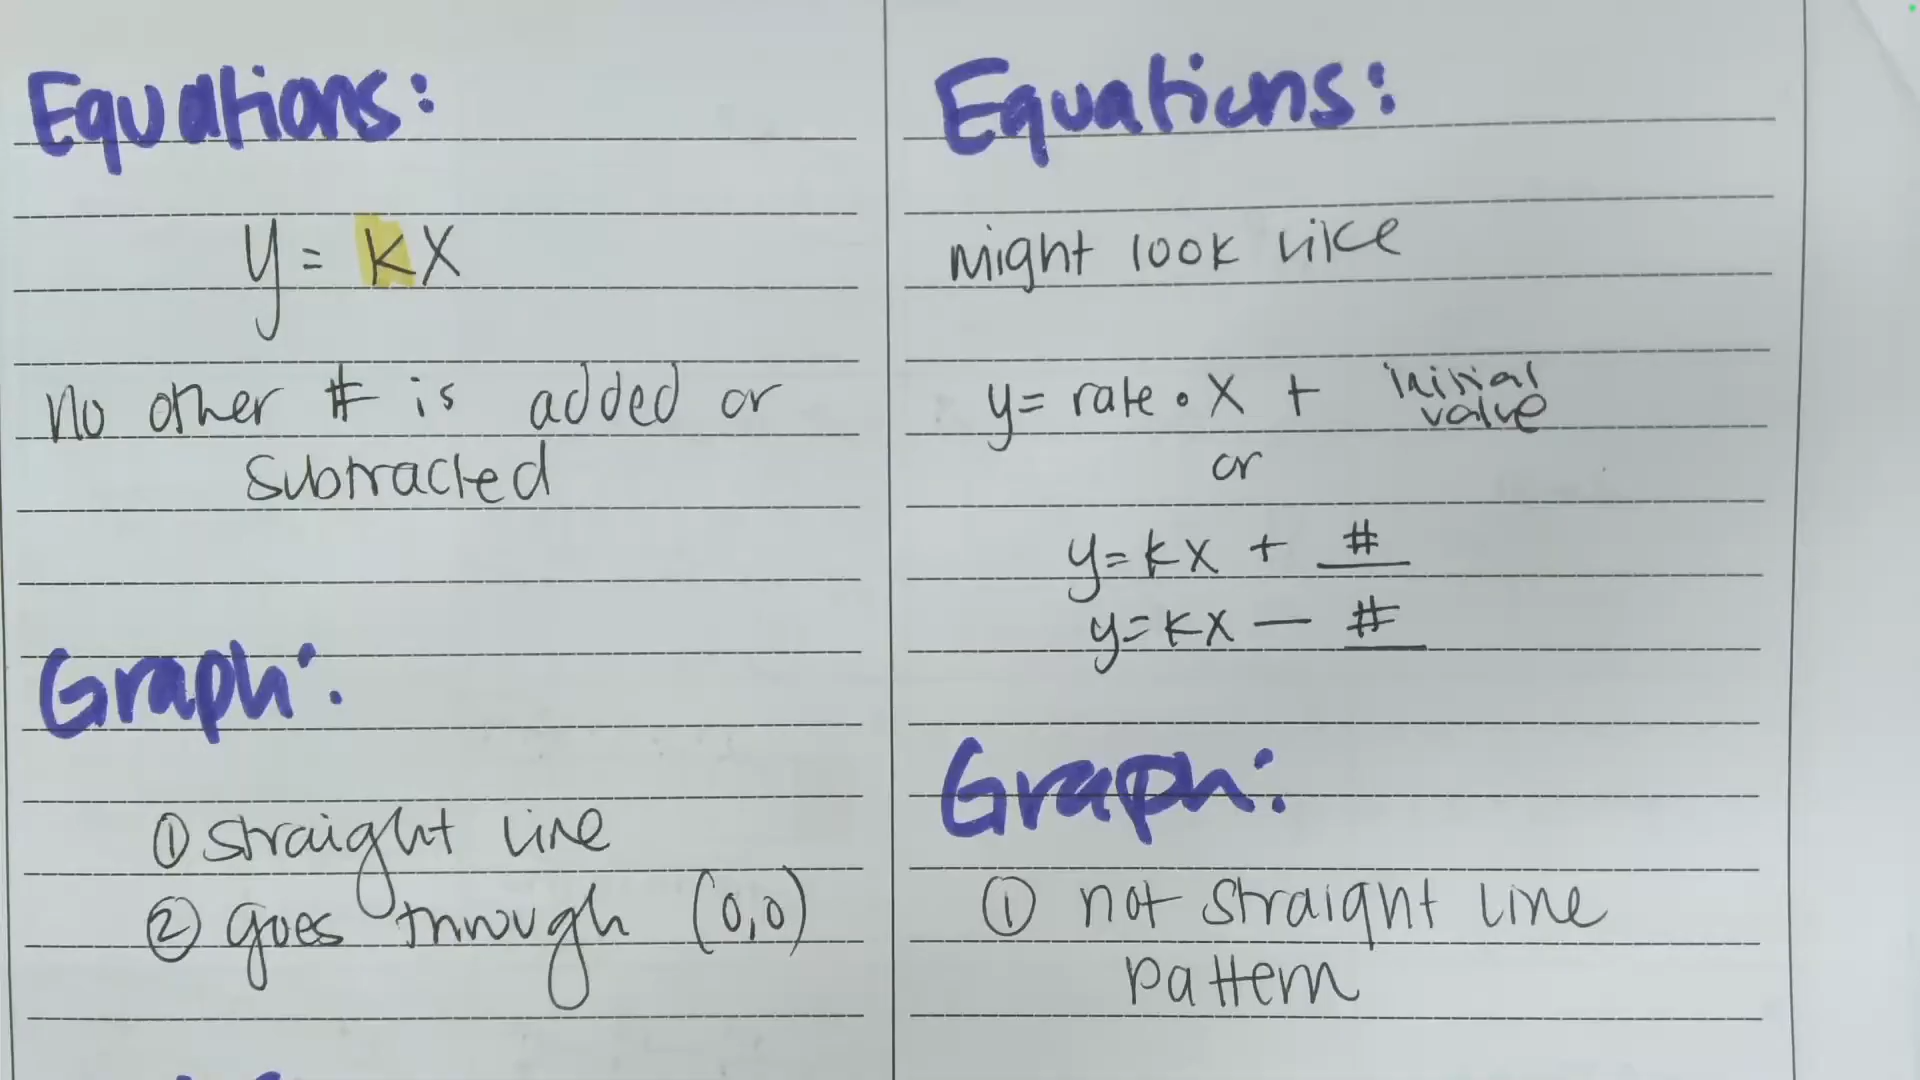 Equations:
y = kx
no other # is added or
subtracted
Graph:
① straight line
② goes through (0,0)
Equations:
might look like
y = rate • x + initial
value
or
y = kx + #
y = kx — #
Graph:
① not straight line
pattern